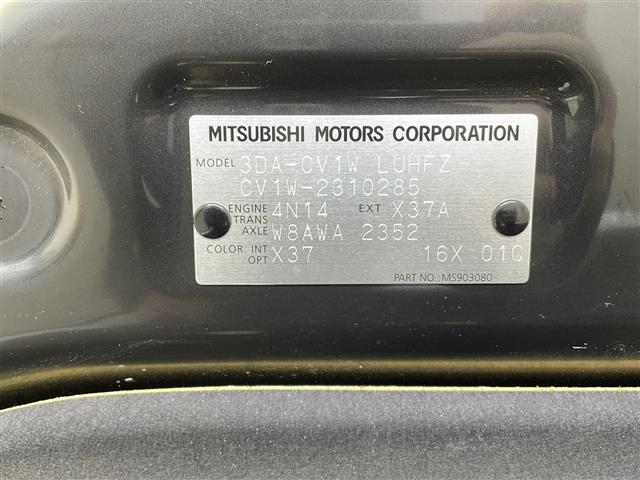 MITSUBISHI MOTORS CORPORATION
MODEL 3DA-CV1W LUHFZ
CV1W-2310285
ENGINE 4N14 EXT X37A
TRANS AXLE W8AWA 2352
COLOR. INT OPT X37 16X 01C
PART NO.: MS903080